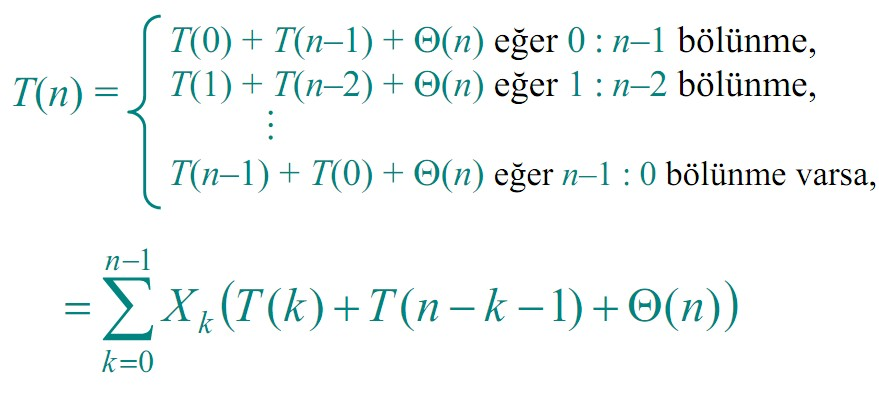 T(0) + T(n–1) + Θ(n) eğer 0 : n–1 bölünme,
T(n) = { T(1) + T(n–2) + Θ(n) eğer 1 : n–2 bölünme,
⋮
T(n–1) + T(0) + Θ(n) eğer n–1 : 0 bölünme varsa,
n−1
= ∑ X_k (T(k) + T(n − k − 1) + Θ(n))
k=0